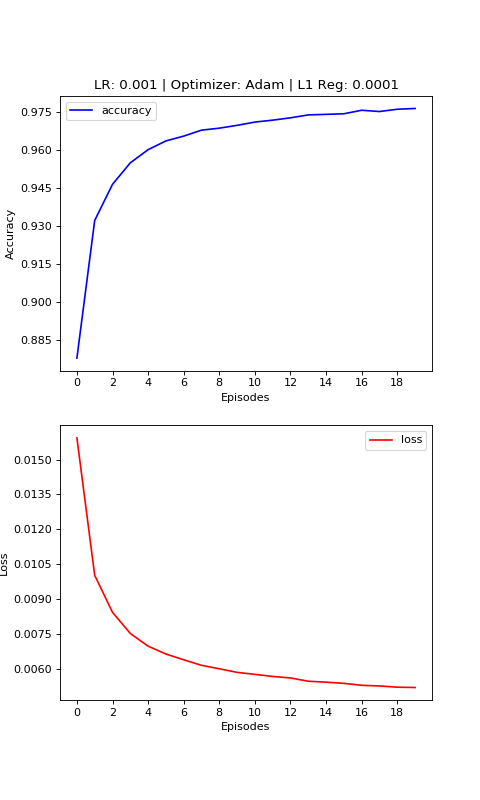 LR: 0.001 | Optimizer: Adam | L1 Reg: 0.0001
accuracy
0.975
0.960
0.945
0.930
0.915
0.900
0.885
Accuracy
0 2 4 6 8 10 12 14 16 18
Episodes
loss
0.0150
0.0135
0.0120
0.0105
0.0090
0.0075
0.0060
Loss
0 2 4 6 8 10 12 14 16 18
Episodes